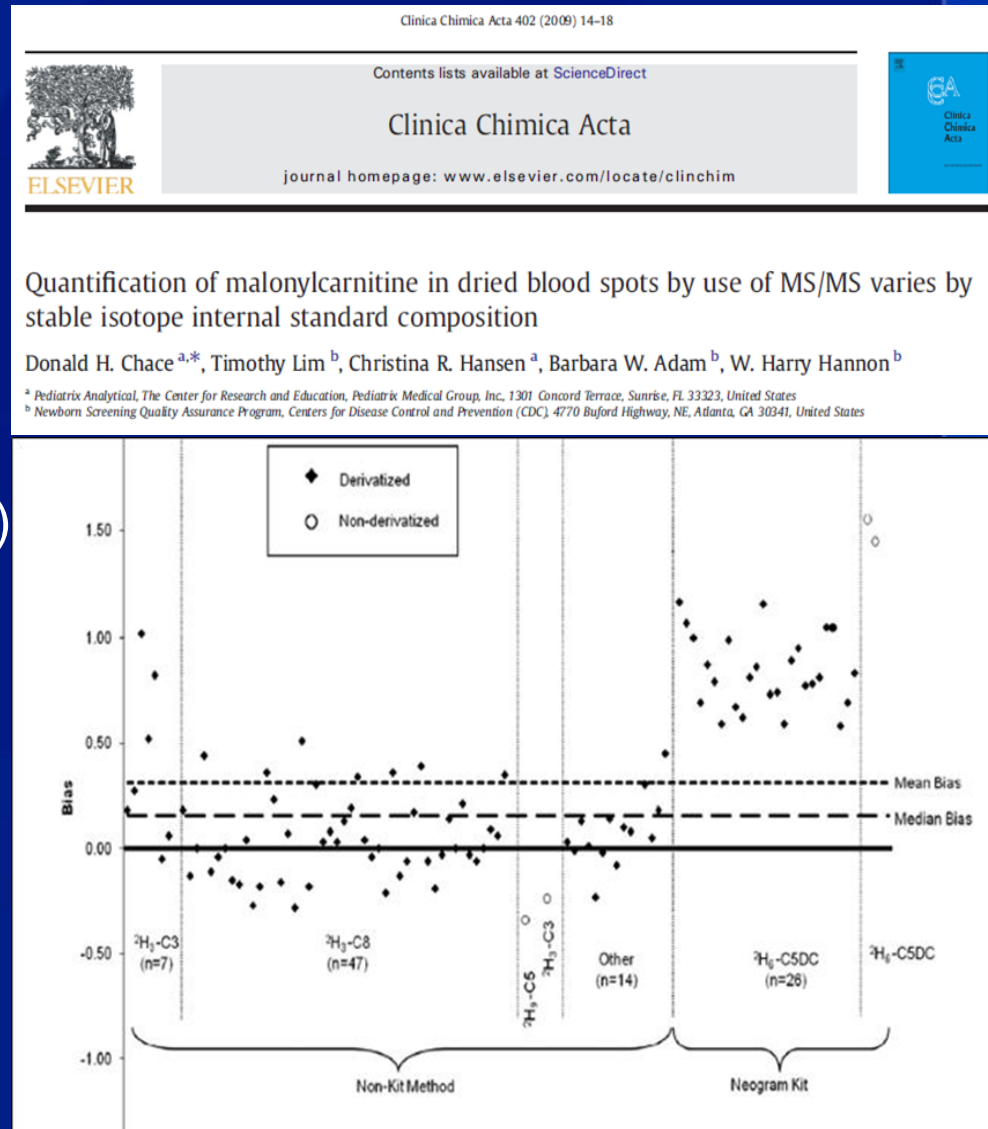 Clinica Chimica Acta 402 (2009) 14–18
Contents lists available at ScienceDirect
Clinica Chimica Acta
journal homepage: www.elsevier.com/locate/clinchim
ELSEVIER
Clinica
Chimica
Acta
Quantification of malonylcarnitine in dried blood spots by use of MS/MS varies by
stable isotope internal standard composition
Donald H. Chace a,*, Timothy Lim b, Christina R. Hansen a, Barbara W. Adam b, W. Harry Hannon b
a Pediatrix Analytical, The Center for Research and Education, Pediatrix Medical Group, Inc., 1301 Concord Terrace, Sunrise, FL 33323, United States
b Newborn Screening Quality Assurance Program, Centers for Disease Control and Prevention (CDC), 4770 Buford Highway, NE, Atlanta, GA 30341, United States
)
Derivatized
Non-derivatized
1.50
1.00
0.50
0.00
-0.50
-1.00
Bias
Mean Bias
Median Bias
²H₃-C3
(n=7)
²H₃-C8
(n=47)
²H₉-C5
²H₃-C3
Other
(n=14)
²H₆-C5DC
(n=26)
²H₆-C5DC
Non-Kit Method
Neogram Kit